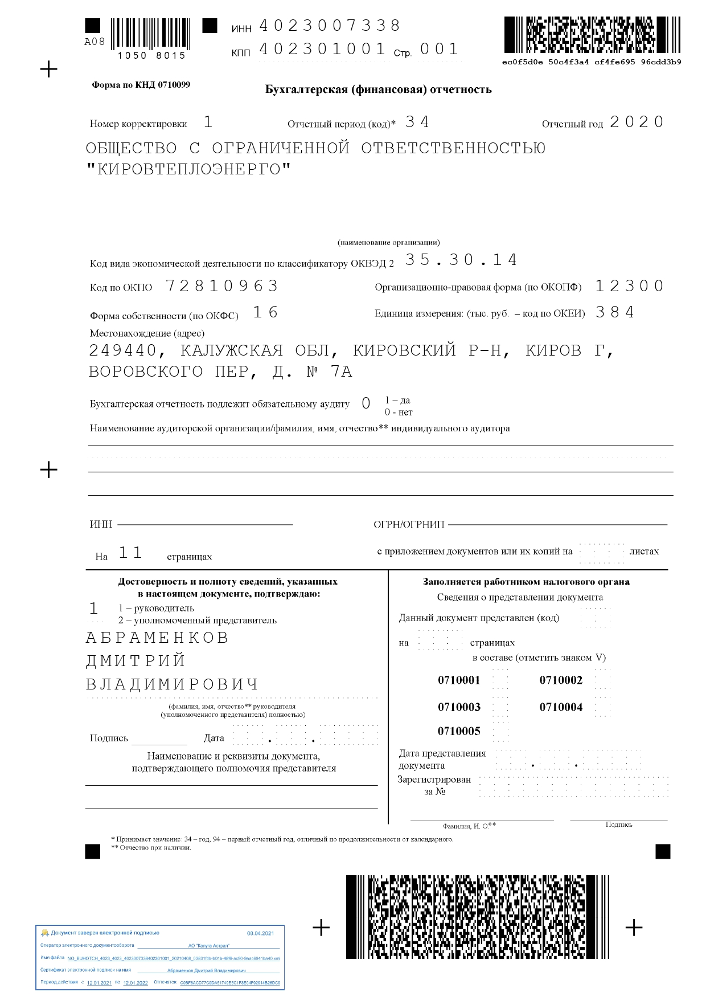 ИНН 4023007338
А08
1050 8015
КПП 402301001 Стр. 001
ec0f5d0e 50c4f3a4 cf4fe695 96cdd3b9
Форма по КНД 0710099
Бухгалтерская (финансовая) отчетность
Номер корректировки 1 Отчетный период (код)* 34 Отчетный год 2020
ОБЩЕСТВО С ОГРАНИЧЕННОЙ ОТВЕТСТВЕННОСТЬЮ
"КИРОВТЕПЛОЭНЕРГО"
(наименование организации)
Код вида экономической деятельности по классификатору ОКВЭД 2 35.30.14
Код по ОКПО 72810963 Организационно-правовая форма (по ОКОПФ) 12300
Форма собственности (по ОКФС) 16 Единица измерения: (тыс. руб. – код по ОКЕИ) 384
Местонахождение (адрес)
249440, КАЛУЖСКАЯ ОБЛ, КИРОВСКИЙ Р-Н, КИРОВ Г,
ВОРОВСКОГО ПЕР, Д. № 7А
Бухгалтерская отчетность подлежит обязательному аудиту 0 1 – да
0 - нет
Наименование аудиторской организации/фамилия, имя, отчество** индивидуального аудитора
ИНН ОГРН/ОГРНИП
На 11 страницах с приложением документов или их копий на листах
Достоверность и полноту сведений, указанных
в настоящем документе, подтверждаю:
1 1 – руководитель
2 – уполномоченный представитель
АБРАМЕНКОВ
ДМИТРИЙ
ВЛАДИМИРОВИЧ
(фамилия, имя, отчество** руководителя
(уполномоченного представителя) полностью)
Подпись Дата . .
Наименование и реквизиты документа,
подтверждающего полномочия представителя
Заполняется работником налогового органа
Сведения о представлении документа
Данный документ представлен (код)
на страницах
в составе (отметить знаком V)
0710001 0710002
0710003 0710004
0710005
Дата представления
документа . .
Зарегистрирован
за №
Фамилия, И. О.** Подпись
* Принимает значение: 34 – год, 94 – первый отчетный год, отличный по продолжительности от календарного.
** Отчество при наличии.
Документ заверен электронной подписью 08.04.2021
Оператор электронного документооборота АО "Калуга Астрал"
Имя файла NO_BUHOTCH_4023_4023_4023007338402301001_20210408_03831fdb-b01b-48f6-ac90-9aac6941ba40.xml
Сертификат электронной подписи на имя Абраменков Дмитрий Владимирович
Период действия с 12.01.2021 по 12.01.2022 Отпечаток C0BF8ACD77C0DA51749E5C1F3E04F92914B26DC9